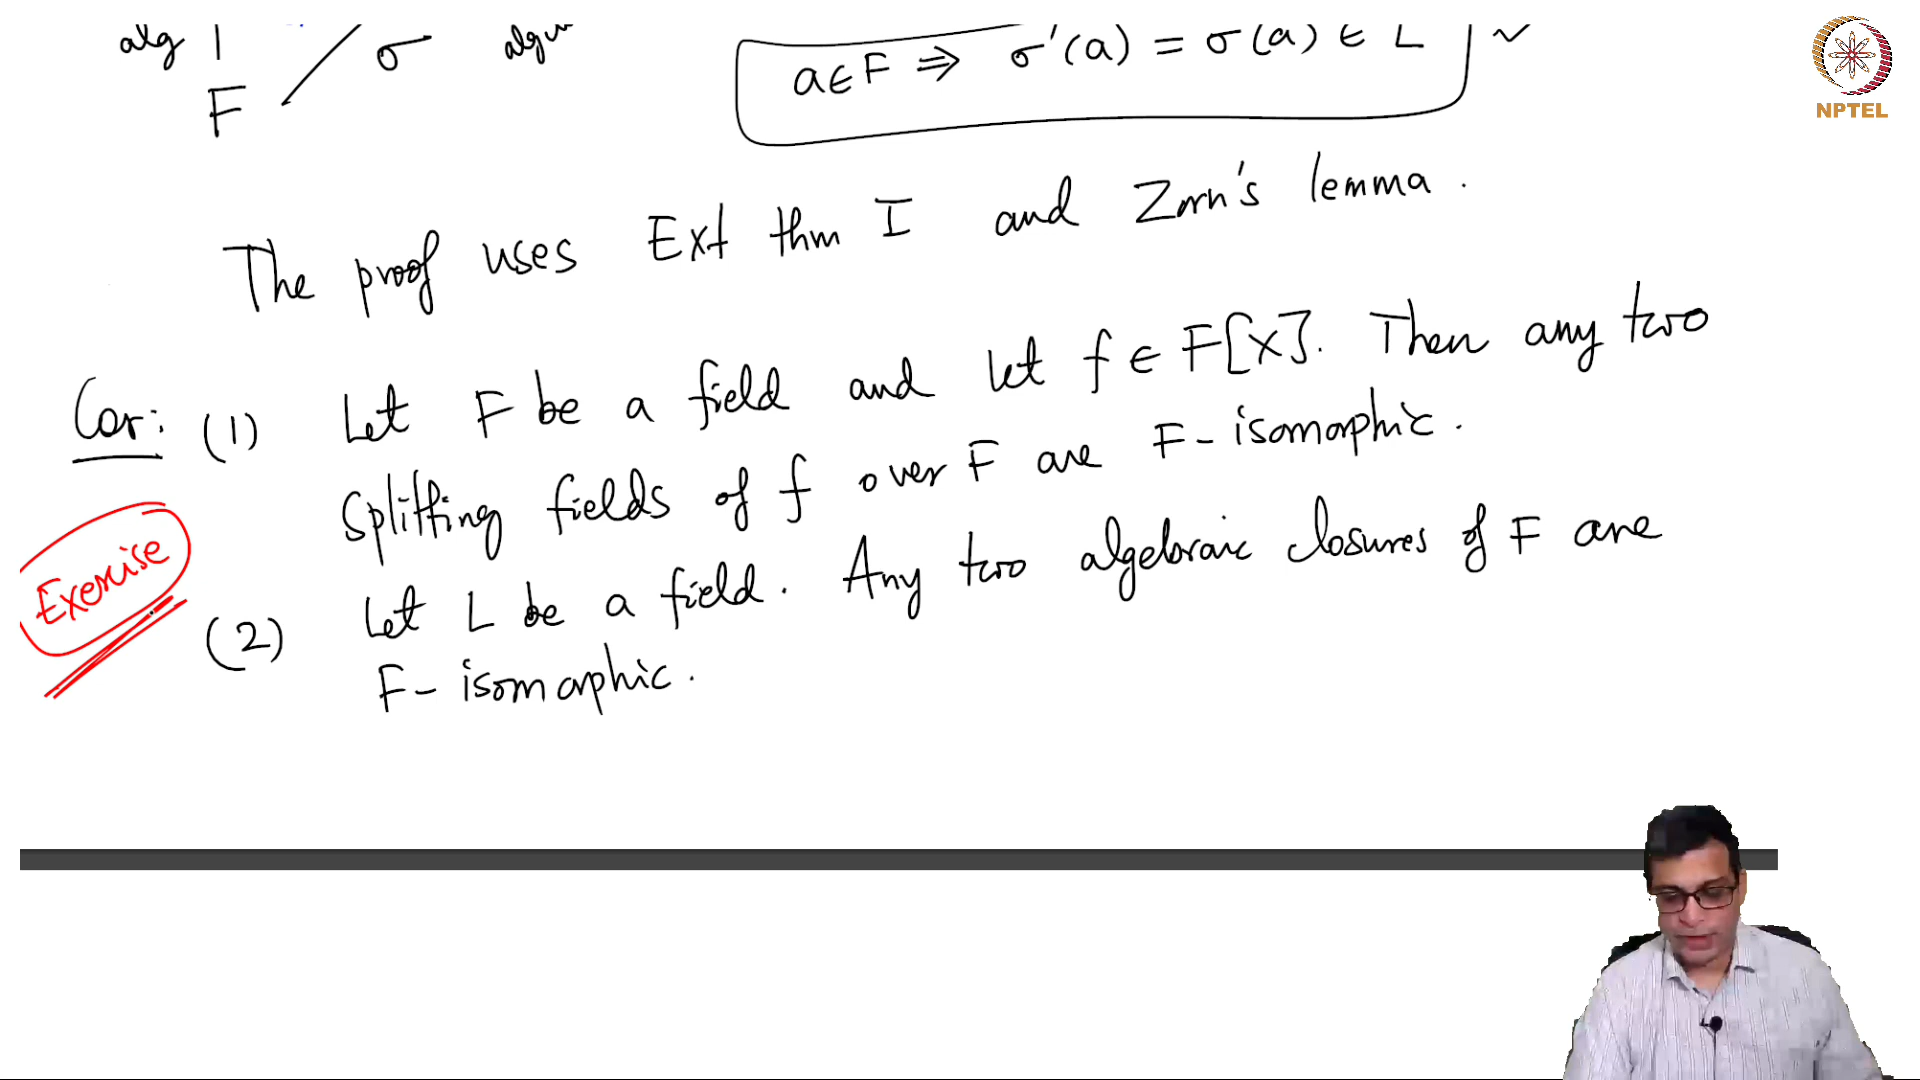 alg F σ
a ∈ F ⇒ σ'(a) = σ(a) ∈ L
NPTEL
The proof uses Ext thm I and Zorn's lemma.
Cor: (1) Let F be a field and let f ∈ F[X]. Then any two
splitting fields of f over F are F-isomorphic.
Exercise
(2) Let L be a field. Any two algebraic closures of F are
F-isomorphic.